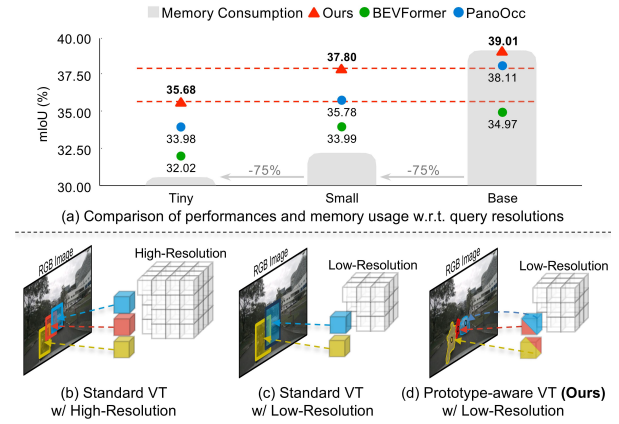 Memory Consumption Ours BEVFormer PanoOcc
40.00
37.50
35.00
32.50
30.00
mIoU (%)
39.01
38.11
34.97
37.80
35.78
33.99
35.68
33.98
32.02
-75% -75%
Tiny Small Base
(a) Comparison of performances and memory usage w.r.t. query resolutions
RGB Image High-Resolution
RGB Image Low-Resolution
RGB Image Low-Resolution
(b) Standard VT
w/ High-Resolution
(c) Standard VT
w/ Low-Resolution
(d) Prototype-aware VT (Ours)
w/ Low-Resolution